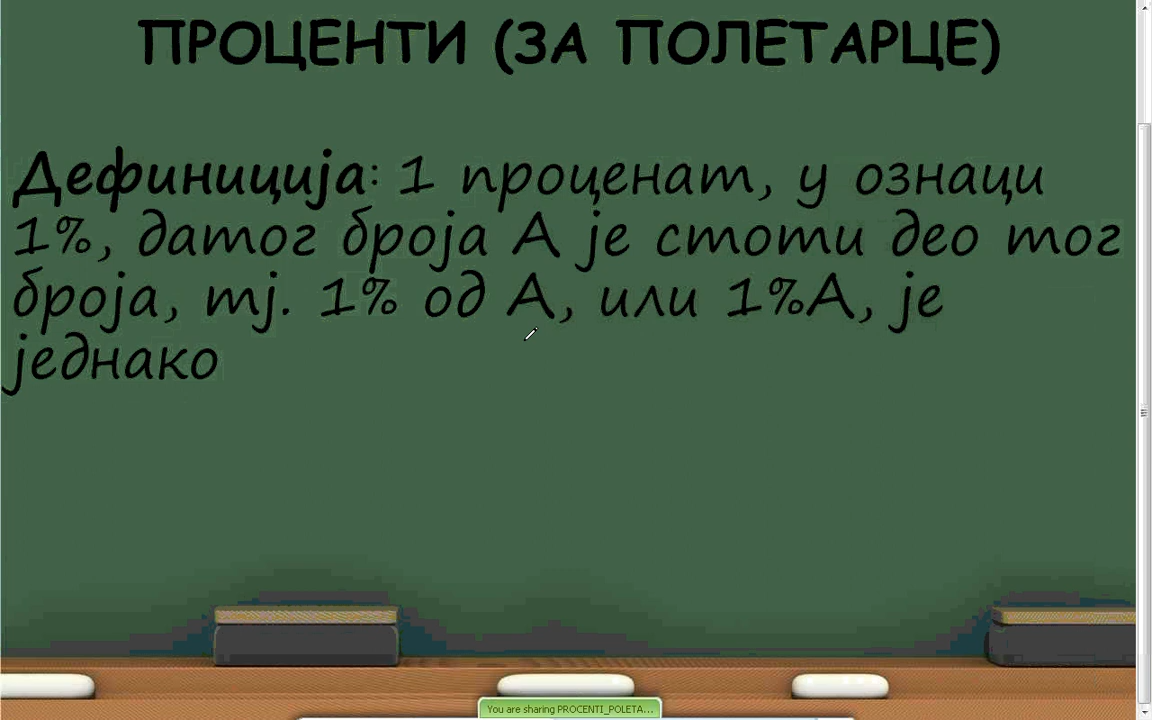 ПРОЦЕНТИ (ЗА ПОЛЕТАРЦЕ)
Дефиниција: 1 проценат, у ознаци
1%, датог броја А је стоти део тог
броја, тј. 1% од А, или 1%А, је
једнако
You are sharing PROCENTI_POLETA...